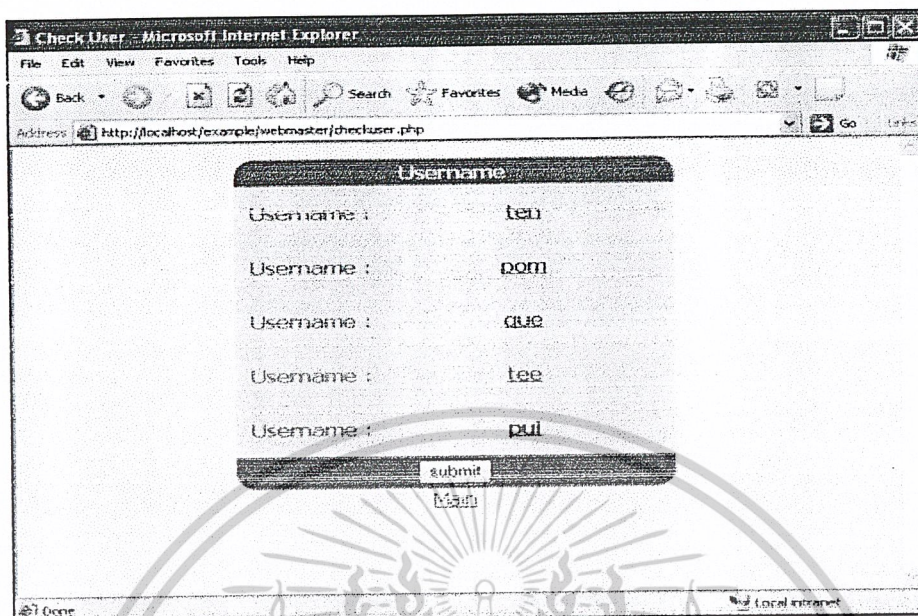 Check User - Microsoft Internet Explorer
File Edit View Favorites Tools Help
Back Search Favorites Media
Address http://localhost/example/webmaster/checkuser.php Go Links
Username
Username : ten
Username : pom
Username : que
Username : tee
Username : pui
submit
Main
Done Local intranet